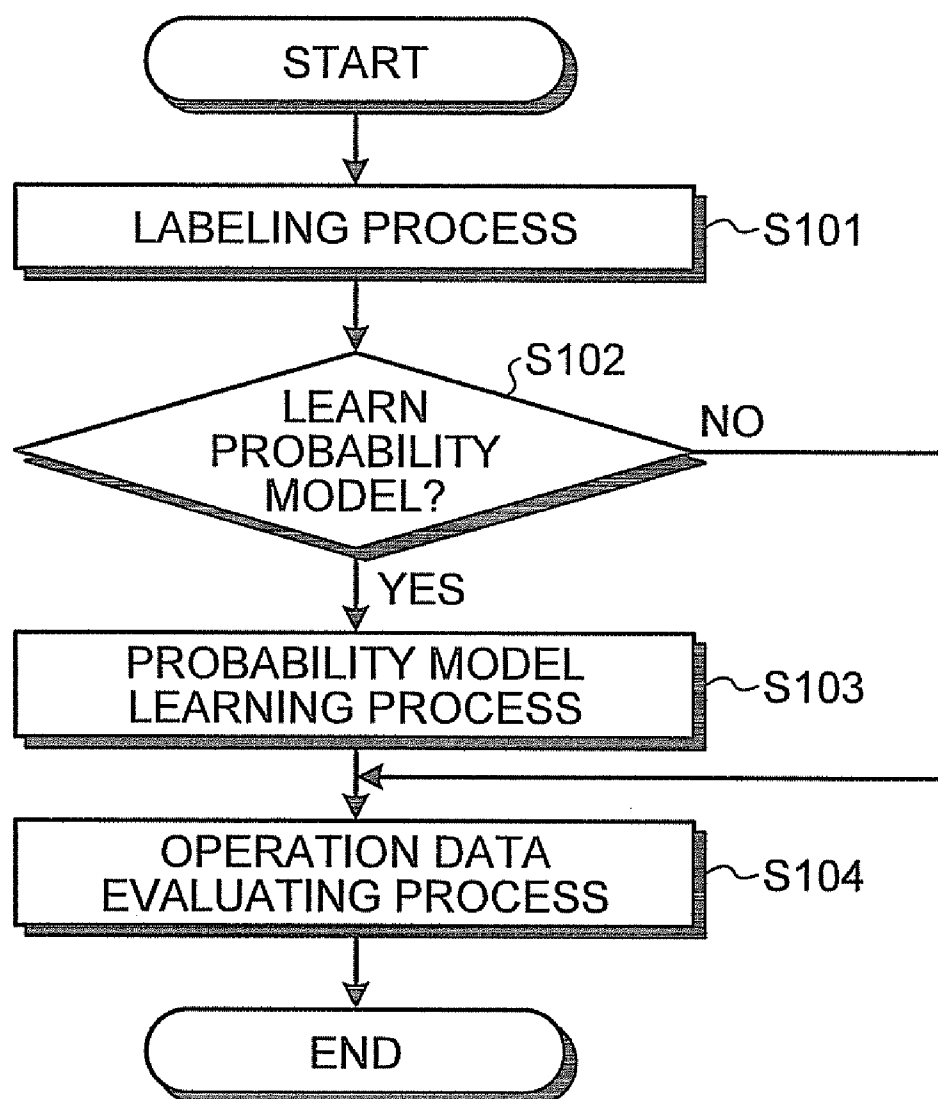 START
LABELING PROCESS
S101
S102
LEARN
PROBABILITY
MODEL?
NO
YES
PROBABILITY MODEL
LEARNING PROCESS
S103
OPERATION DATA
EVALUATING PROCESS
S104
END